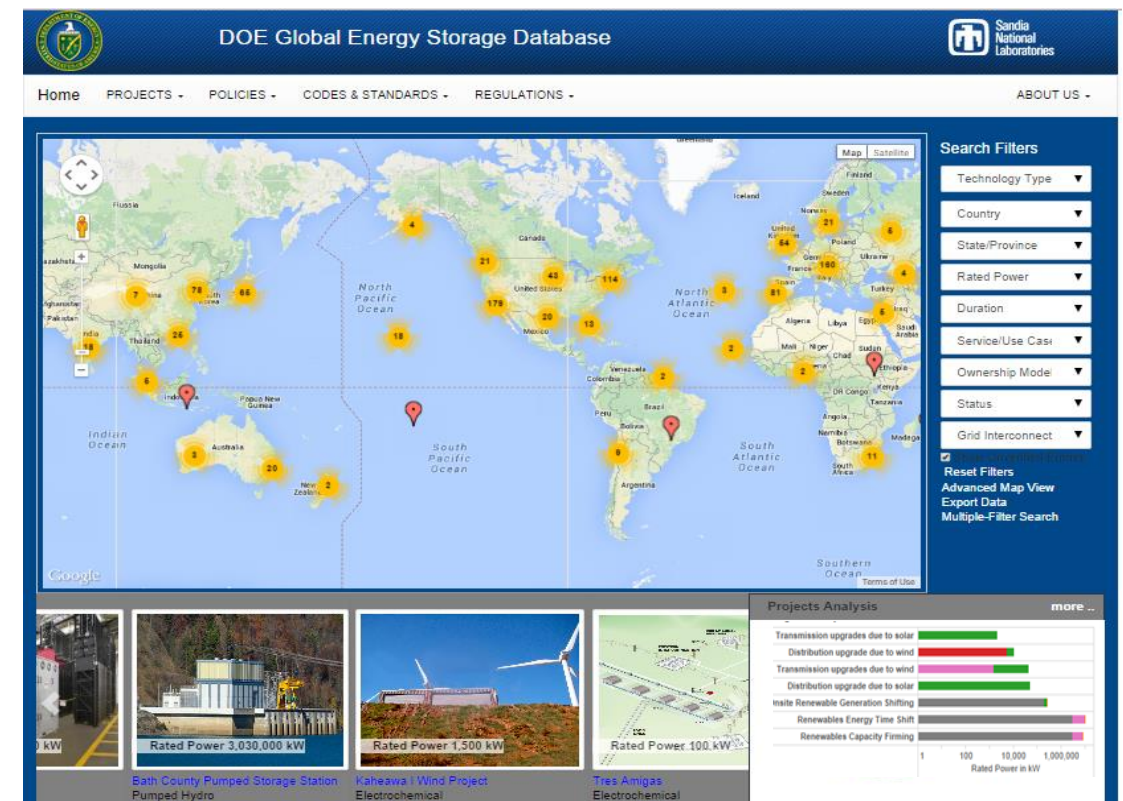 DOE Global Energy Storage Database
Sandia
National
Laboratories
Home PROJECTS POLICIES CODES & STANDARDS REGULATIONS ABOUT US
Map Satellite
Russia
Mongolia
Thailand
Papua New
Guinea
Indian
Ocean
Australia
New
Zealand
North
Pacific
Ocean
South
Pacific
Ocean
Canada
United States
Mexico
Venezuela
Colombia
Peru
Brazil
Bolivia
Argentina
Iceland
North
Atlantic
Ocean
South
Atlantic
Ocean
Southern
Ocean
Finland
Sweden
Norway
Poland
Ukraine
France
Spain
Turkey
Iraq
Algeria Libya
Saudi
Arabia
Mali Niger
Chad
Sudan
Ethiopia
DR Congo
Kenya
Tanzania
Angola
Namibia
Botswana
South
Africa
4
21
43
114
178
20
13
18
7
78
65
25
18
6
3
20
2
2
9
3
2
81
54
21
160
5
4
5
2
11
Google
Terms of Use
Search Filters
Technology Type
Country
State/Province
Rated Power
Duration
Service/Use Case
Ownership Model
Status
Grid Interconnect
Reset Filters
Advanced Map View
Export Data
Multiple-Filter Search
0 kW
Rated Power 3,030,000 kW
Bath County Pumped Storage Station
Pumped Hydro
Rated Power 1,500 kW
Kaheawa I Wind Project
Electrochemical
Rated Power 100 kW
Tres Amigas
Electrochemical
Projects Analysis more ..
Transmission upgrades due to solar
Distribution upgrade due to wind
Transmission upgrades due to wind
Distribution upgrade due to solar
nsite Renewable Generation Shifting
Renewables Energy Time Shift
Renewables Capacity Firming
1 100 10,000 1,000,000
Rated Power in kW